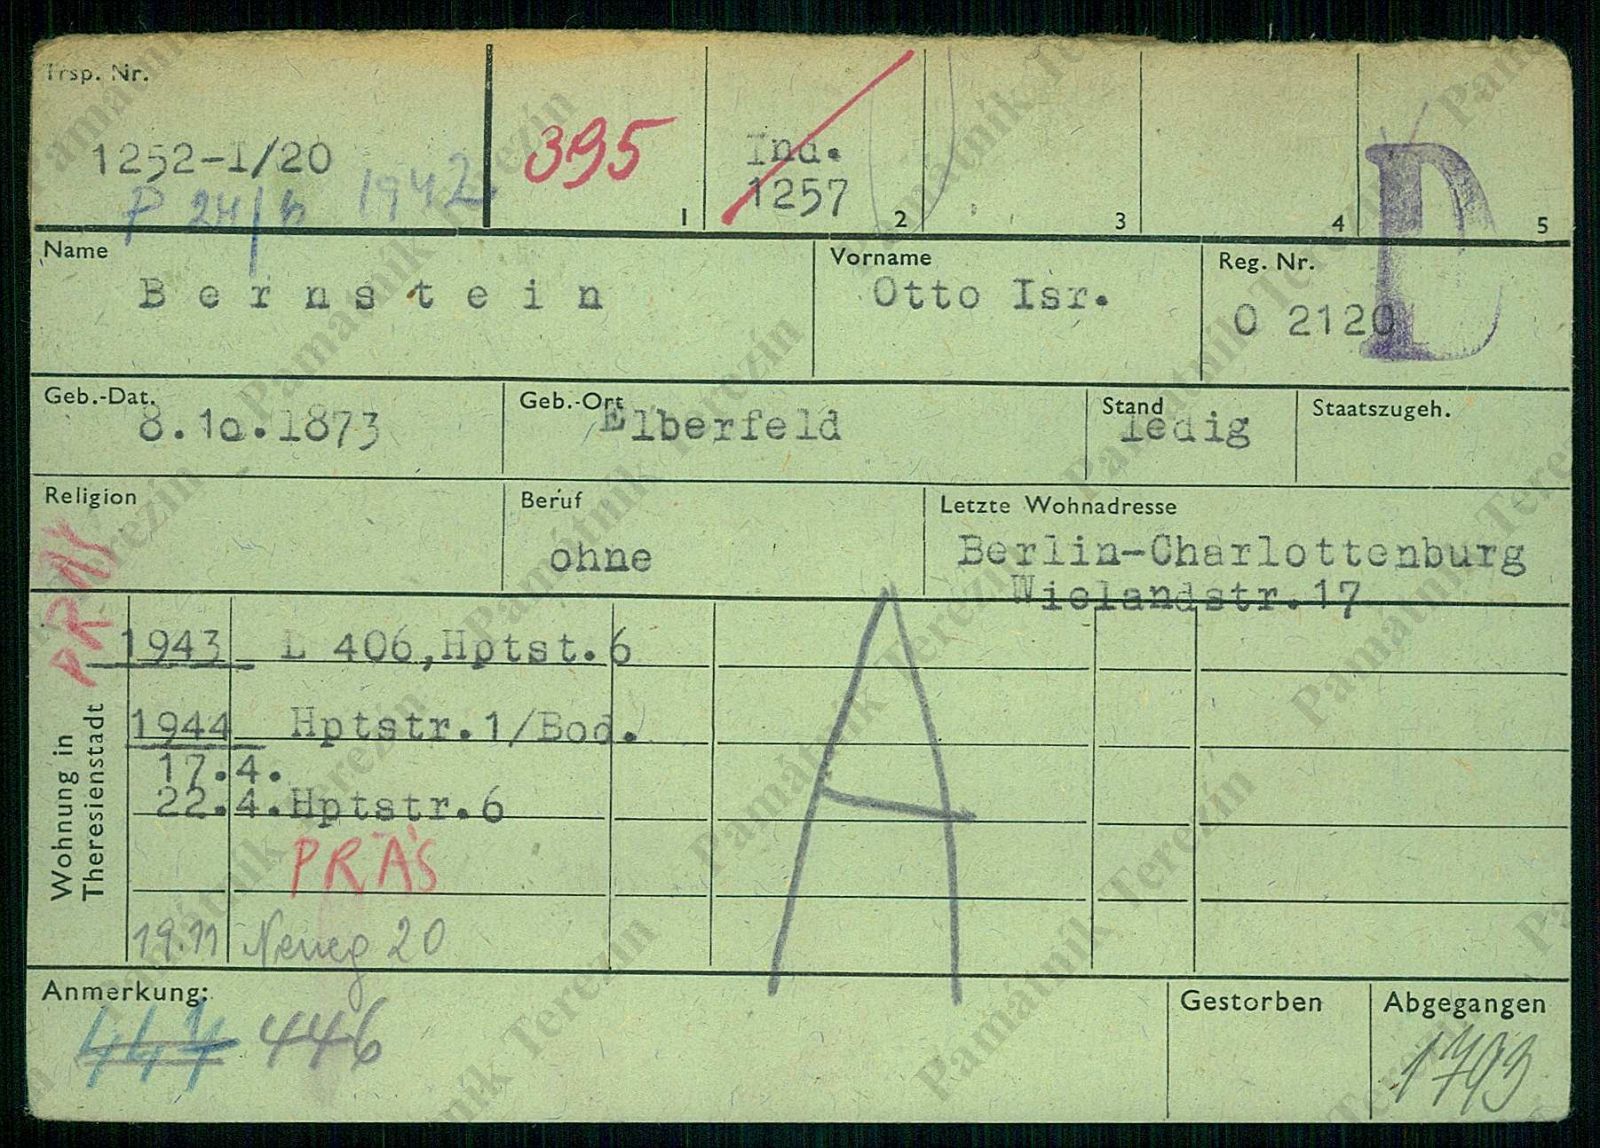 Trsp. Nr.
1252-I/20
P 24/6 1942.
395
1
Ind.
1257
2
3
4
5
D
Name
Bernstein
Vorname
Otto Isr.
Reg. Nr.
O 2120
Geb.-Dat.
8.10.1873
Geb.-Ort
Elberfeld
Stand
ledig
Staatszugeh.
Religion
Beruf
ohne
Letzte Wohnadresse
Berlin-Charlottenburg
Wielandstr.17
Wohnung in
Theresienstadt
1943 L 406,Hptst.6
1944 Hptstr.1/Bod.
17.4.
22.4.Hptstr.6
PRÄS
19.11 Neueg 20
A
Anmerkung:
447 446
Gestorben
Abgegangen
1793
Památník Terezín